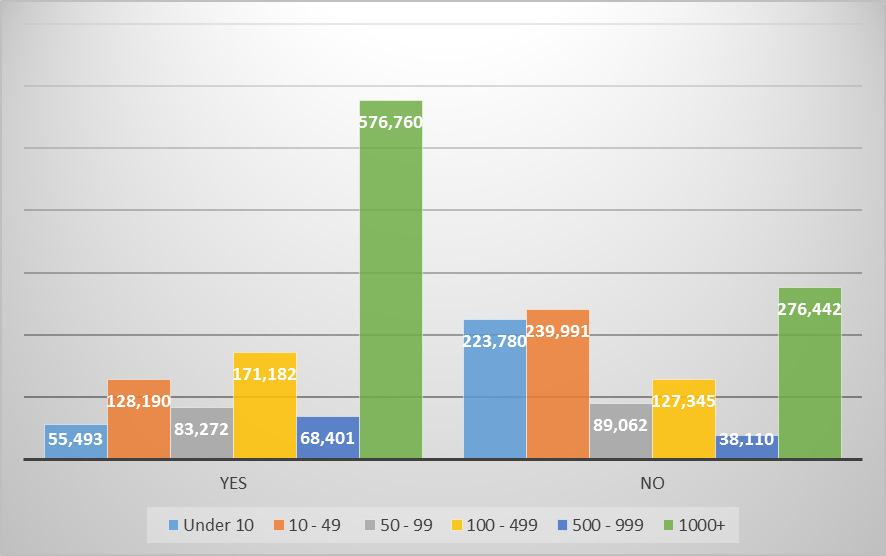 576,760
276,442
239,991
223,780
171,182
128,190
127,345
83,272
89,062
68,401
55,493
38,110
YES
NO
Under 10
10 - 49
50 - 99
100 - 499
500 - 999
1000+